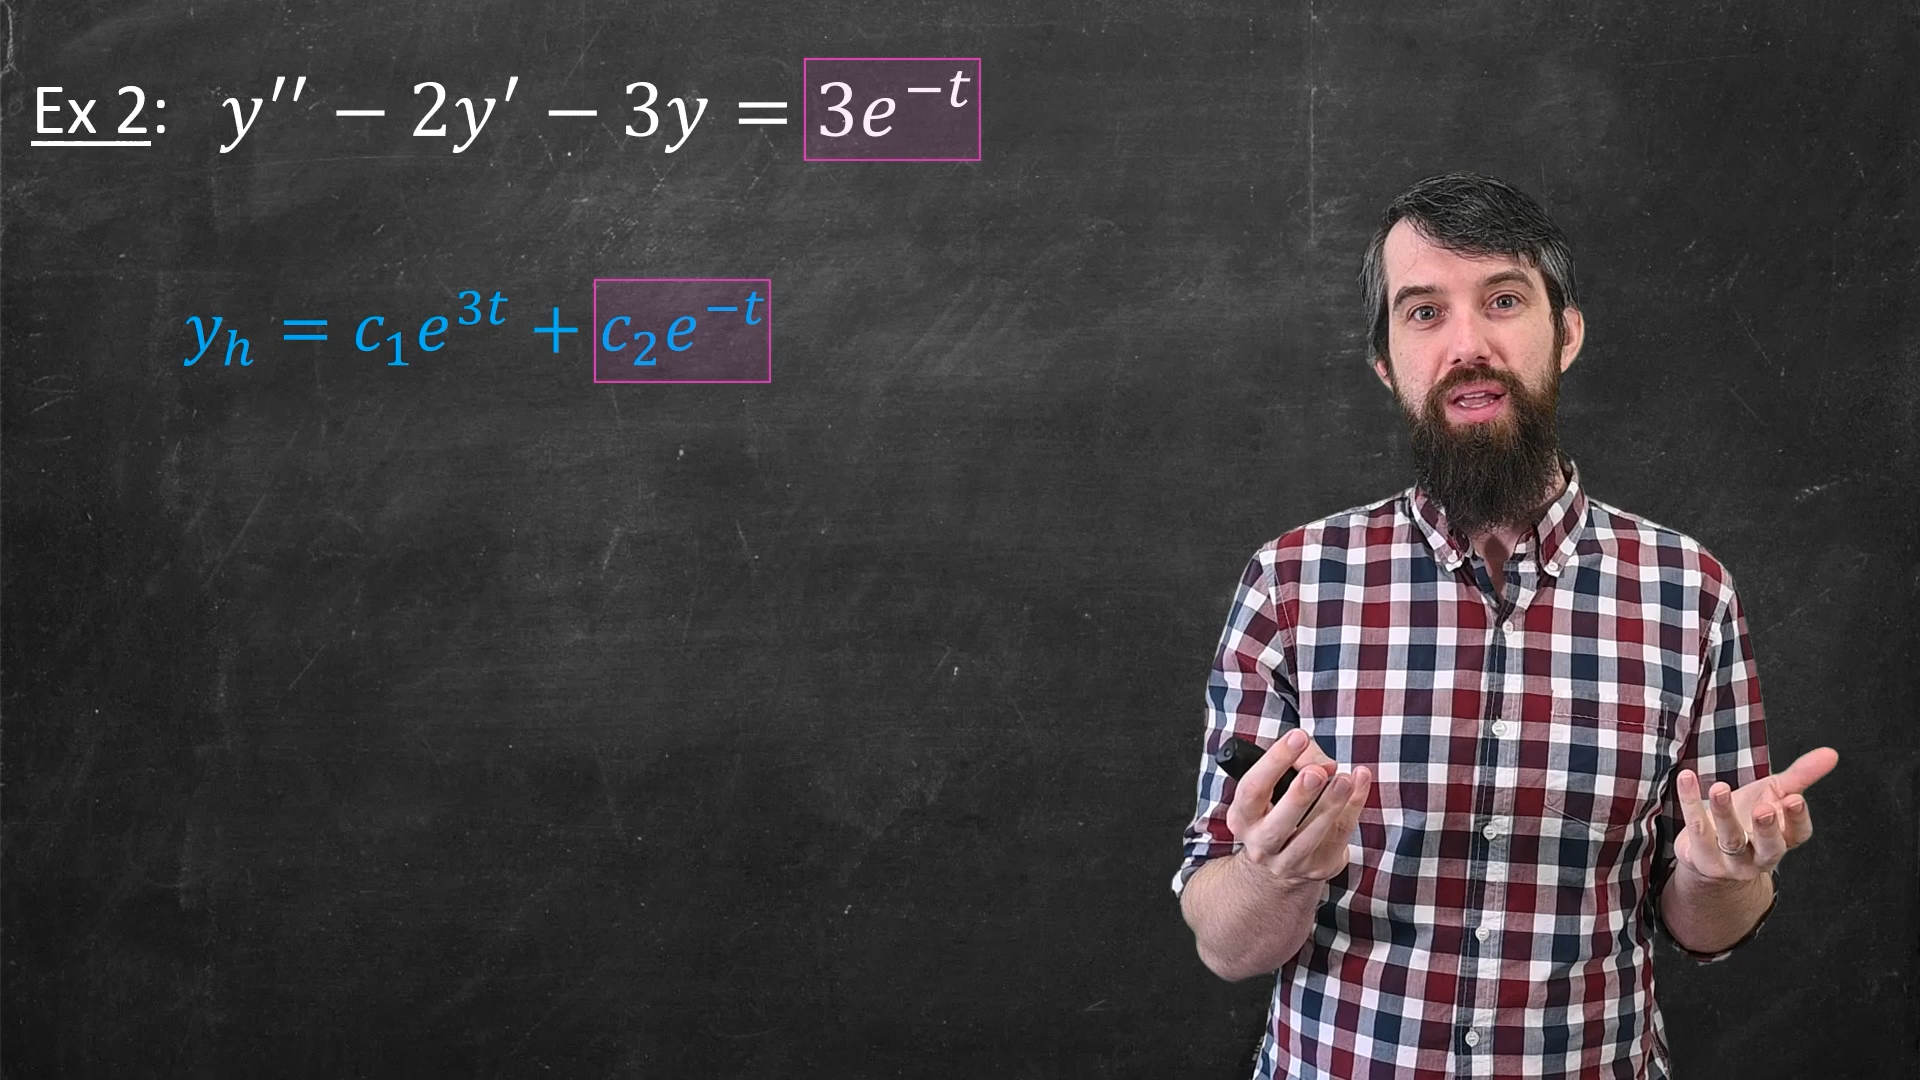 Ex 2: y′′ − 2y′ − 3y = 3e^{−t}
y_h = c_1e^{3t} + c_2e^{−t}